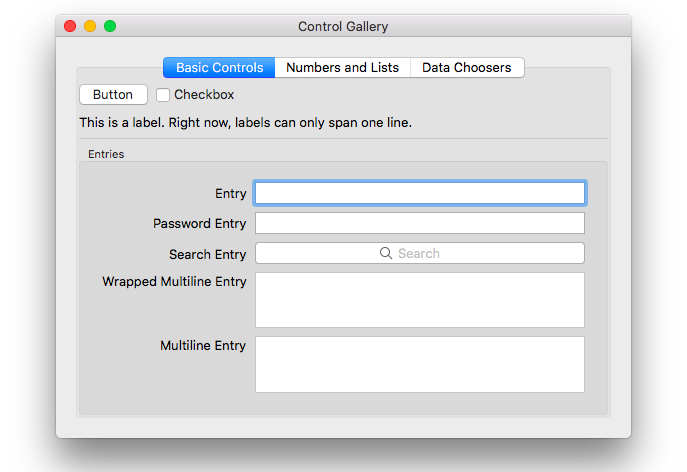 Control Gallery
Basic Controls Numbers and Lists Data Choosers
Button Checkbox
This is a label. Right now, labels can only span one line.
Entries
Entry
Password Entry
Search Entry Search
Wrapped Multiline Entry
Multiline Entry